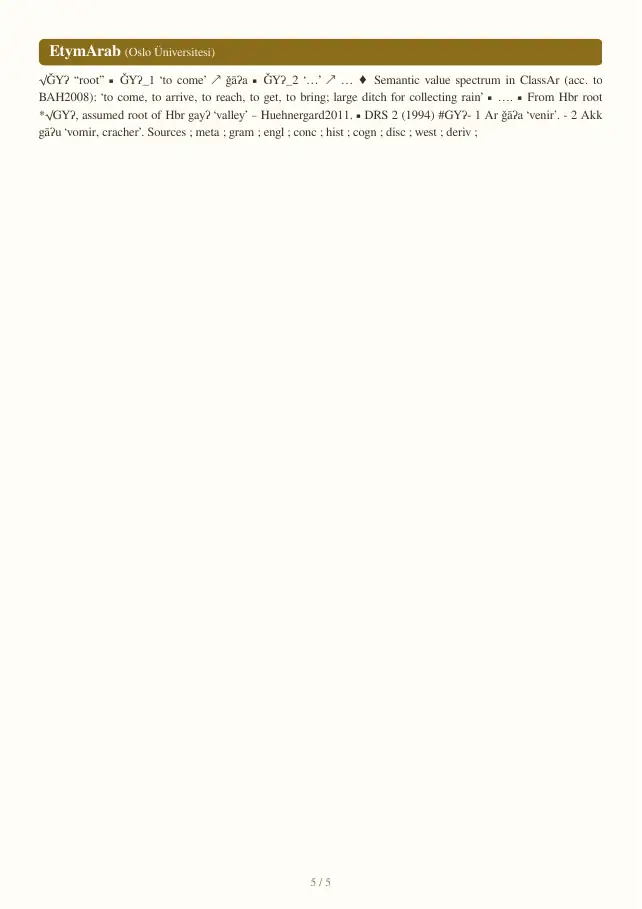 EtymArab (Oslo Üniversitesi)
√ǦYʔ “root” ▪ ǦYʔ_1 ‘to come’ ↗ ǧāʔa ▪ ǦYʔ_2 ‘…’ ↗ … ♦ Semantic value spectrum in ClassAr (acc. to
BAH2008): ‘to come, to arrive, to reach, to get, to bring; large ditch for collecting rain’ ▪ …. ▪ From Hbr root
*√GYʔ, assumed root of Hbr gayʔ ‘valley’ – Huehnergard2011. ▪ DRS 2 (1994) #GYʔ- 1 Ar ǧāʔa ‘venir’. - 2 Akk
gāʔu ‘vomir, cracher’. Sources ; meta ; gram ; engl ; conc ; hist ; cogn ; disc ; west ; deriv ;
5 / 5